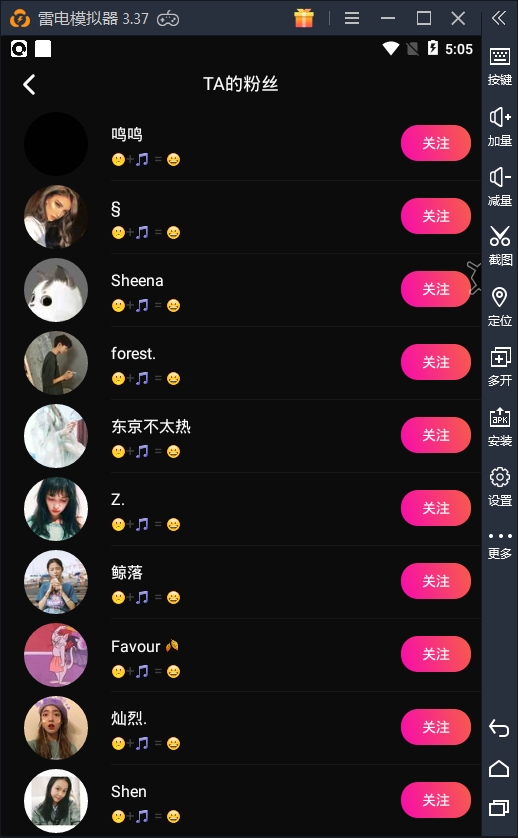 雷电模拟器 3.37
5:05
TA的粉丝
鸣鸣
🙁+🎵 = 😀
关注
§
🙁+🎵 = 😀
关注
Sheena
🙁+🎵 = 😀
关注
forest.
🙁+🎵 = 😀
关注
东京不太热
🙁+🎵 = 😀
关注
Z.
🙁+🎵 = 😀
关注
鲸落
🙁+🎵 = 😀
关注
Favour 🍂
🙁+🎵 = 😀
关注
灿烈.
🙁+🎵 = 😀
关注
Shen
🙁+🎵 = 😀
关注
按键
加量
减量
截图
定位
多开
APK
安装
设置
更多